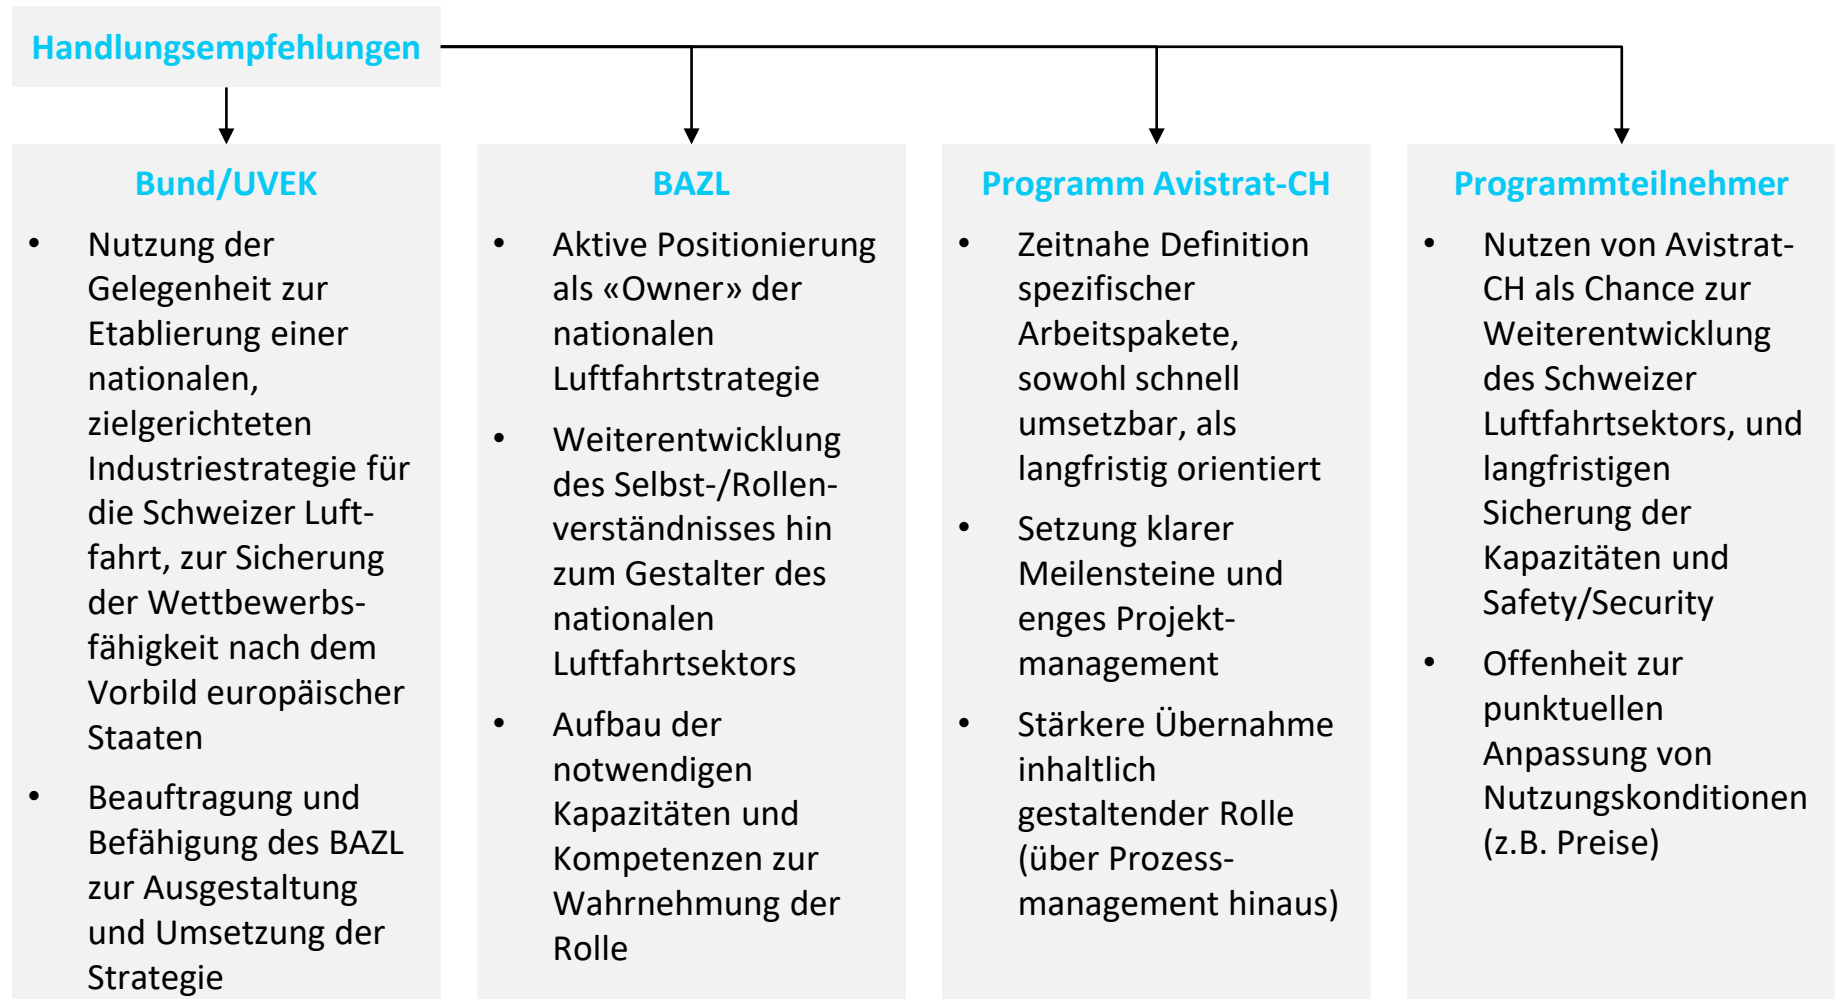 Handlungsempfehlungen
Bund/UVEK
• Nutzung der
Gelegenheit zur
Etablierung einer
nationalen,
zielgerichteten
Industriestrategie für
die Schweizer Luft-
fahrt, zur Sicherung
der Wettbewerbs-
fähigkeit nach dem
Vorbild europäischer
Staaten
• Beauftragung und
Befähigung des BAZL
zur Ausgestaltung
und Umsetzung der
Strategie
BAZL
• Aktive Positionierung
als «Owner» der
nationalen
Luftfahrtstrategie
• Weiterentwicklung
des Selbst-/Rollen-
verständnisses hin
zum Gestalter des
nationalen
Luftfahrtsektors
• Aufbau der
notwendigen
Kapazitäten und
Kompetenzen zur
Wahrnehmung der
Rolle
Programm Avistrat-CH
• Zeitnahe Definition
spezifischer
Arbeitspakete,
sowohl schnell
umsetzbar, als
langfristig orientiert
• Setzung klarer
Meilensteine und
enges Projekt-
management
• Stärkere Übernahme
inhaltlich
gestaltender Rolle
(über Prozess-
management hinaus)
Programmteilnehmer
• Nutzen von Avistrat-
CH als Chance zur
Weiterentwicklung
des Schweizer
Luftfahrtsektors, und
langfristigen
Sicherung der
Kapazitäten und
Safety/Security
• Offenheit zur
punktuellen
Anpassung von
Nutzungskonditionen
(z.B. Preise)